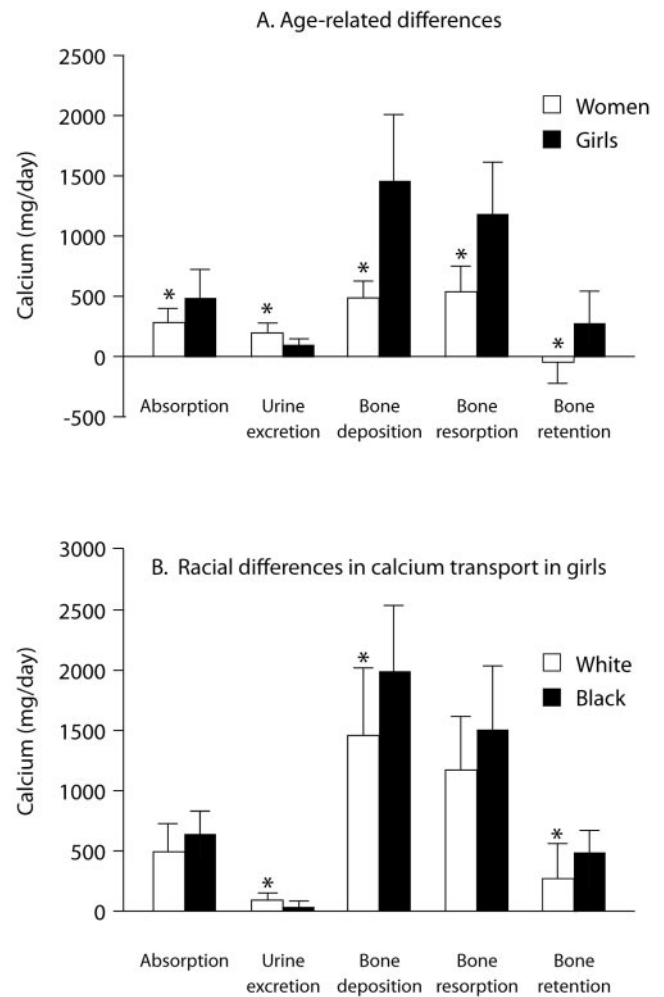 A. Age-related differences
2500
2000
1500
1000
500
0
-500
Calcium (mg/day)
Women
Girls
*
*
*
*
*
Absorption
Urine
excretion
Bone
deposition
Bone
resorption
Bone
retention
B. Racial differences in calcium transport in girls
3000
2500
2000
1500
1000
500
0
Calcium (mg/day)
White
Black
*
*
*
Absorption
Urine
excretion
Bone
deposition
Bone
resorption
Bone
retention